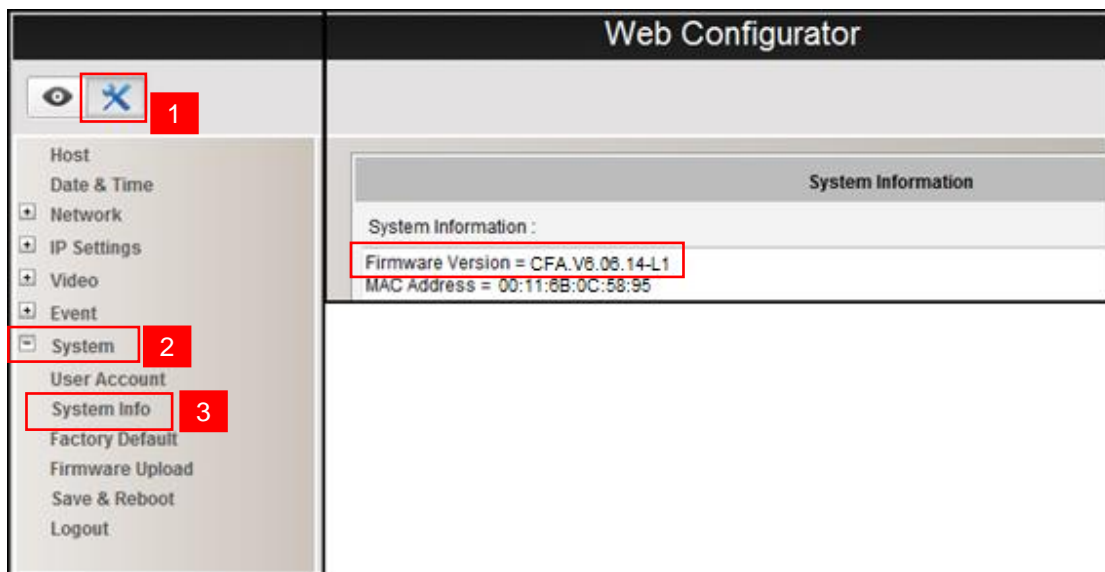 Web Configurator
1
Host
Date & Time
Network
IP Settings
Video
Event
System
2
User Account
System Info
3
Factory Default
Firmware Upload
Save & Reboot
Logout
System Information
System Information :
Firmware Version = CFA.V6.06.14-L1
MAC Address = 00:11:6B:0C:58:95